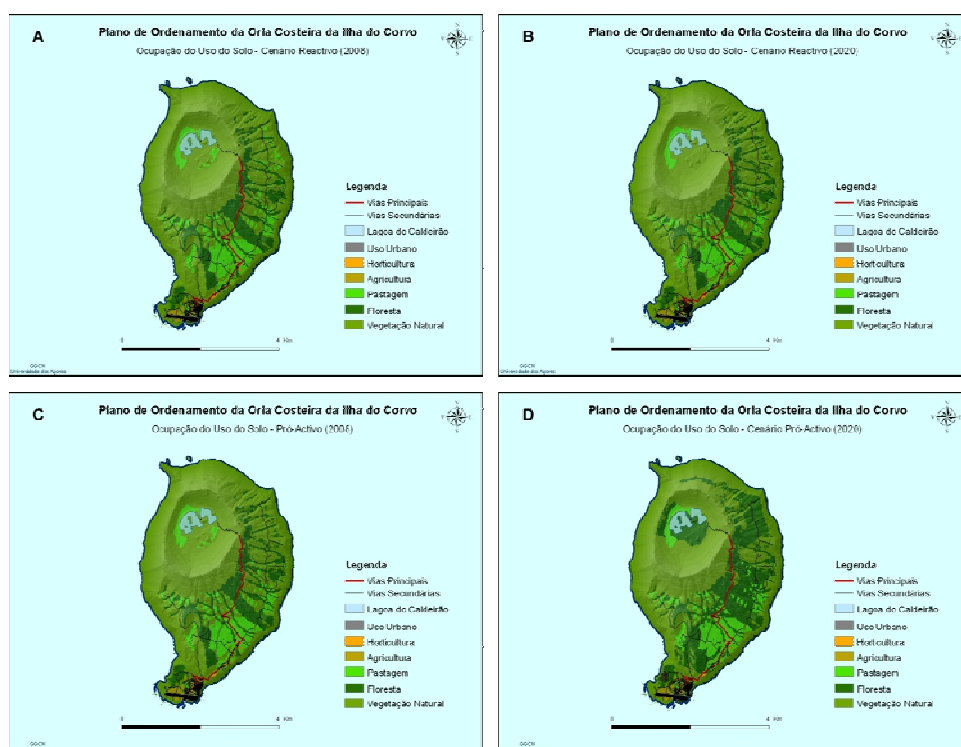 A
Plano de Ordenamento da Orla Costeira da Ilha do Corvo
Ocupação do Uso do Solo - Cenário Reactivo (2008)
Legenda
Vias Principais
Vias Secundárias
Lagoa do Caldeirão
Uso Urbano
Horticultura
Agricultura
Pastagem
Floresta
Vegetação Natural
0 4 Km
Universidade dos Açores
B
Plano de Ordenamento da Orla Costeira da Ilha do Corvo
Ocupação do Uso do Solo - Cenário Reactivo (2020)
Legenda
Vias Principais
Vias Secundárias
Lagoa do Caldeirão
Uso Urbano
Horticultura
Agricultura
Pastagem
Floresta
Vegetação Natural
0 4 Km
Universidade dos Açores
C
Plano de Ordenamento da Orla Costeira da Ilha do Corvo
Ocupação do Uso do Solo - Pró-Activo (2008)
Legenda
Vias Principais
Vias Secundárias
Lagoa do Caldeirão
Uso Urbano
Horticultura
Agricultura
Pastagem
Floresta
Vegetação Natural
0 4 Km
D
Plano de Ordenamento da Orla Costeira da Ilha do Corvo
Ocupação do Uso do Solo - Cenário Pró-Activo (2020)
Legenda
Vias Principais
Vias Secundárias
Lagoa do Caldeirão
Uso Urbano
Horticultura
Agricultura
Pastagem
Floresta
Vegetação Natural
0 4 Km